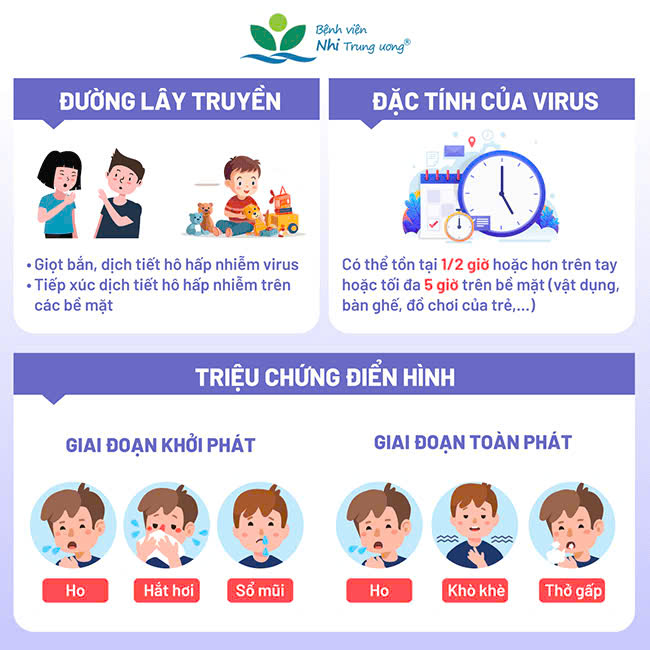 Bệnh viện
Nhi Trung ương®
ĐƯỜNG LÂY TRUYỀN
• Giọt bắn, dịch tiết hô hấp nhiễm virus
• Tiếp xúc dịch tiết hô hấp nhiễm trên
các bề mặt
ĐẶC TÍNH CỦA VIRUS
Có thể tồn tại 1/2 giờ hoặc hơn trên tay
hoặc tối đa 5 giờ trên bề mặt (vật dụng,
bàn ghế, đồ chơi của trẻ,...)
TRIỆU CHỨNG ĐIỂN HÌNH
GIAI ĐOẠN KHỞI PHÁT
Ho
Hắt hơi
Sổ mũi
GIAI ĐOẠN TOÀN PHÁT
Ho
Khò khè
Thở gấp